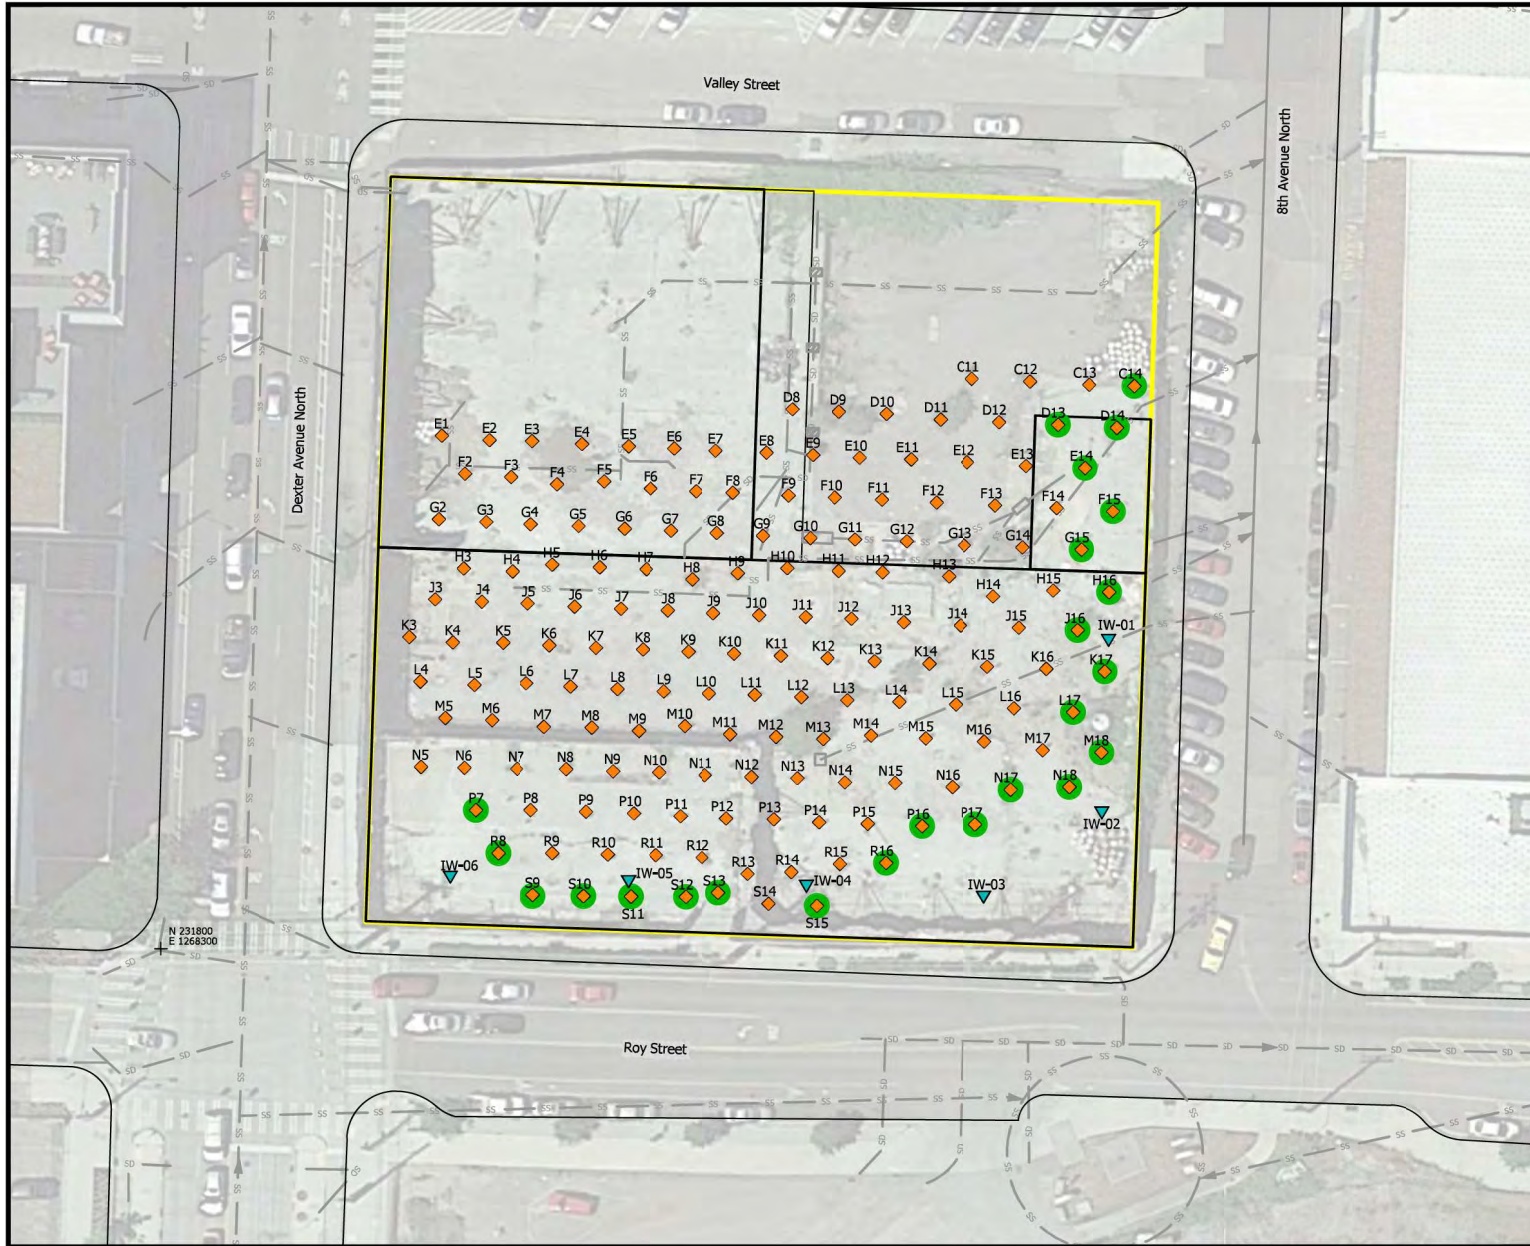 Valley Street
8th Avenue North
Dexter Avenue North
C11 C12 C13 C14
D8 D9 D10 D11 D12 D13 D14
E1 E2 E3 E4 E5 E6 E7 E8 E9 E10 E11 E12 E13 E14
F2 F3 F4 F5 F6 F7 F8 F9 F10 F11 F12 F13 F14 F15
G2 G3 G4 G5 G6 G7 G8 G9 G10 G11 G12 G13 G14 G15
H3 H4 H5 H6 H7 H8 H9 H10 H11 H12 H13 H14 H15 H16
J3 J4 J5 J6 J7 J8 J9 J10 J11 J12 J13 J14 J15 J16 IW-01
K3 K4 K5 K6 K7 K8 K9 K10 K11 K12 K13 K14 K15 K16 K17
L4 L5 L6 L7 L8 L9 L10 L11 L12 L13 L14 L15 L16 L17
M5 M6 M7 M8 M9 M10 M11 M12 M13 M14 M15 M16 M17 M18
N5 N6 N7 N8 N9 N10 N11 N12 N13 N14 N15 N16 N17 N18
P7 P8 P9 P10 P11 P12 P13 P14 P15 P16 P17 IW-02
R8 R9 R10 R11 R12 R13 R14 R15 R16
IW-06 IW-05 IW-04 IW-03
S9 S10 S11 S12 S13 S14 S15
N 231800
E 1268300
Roy Street